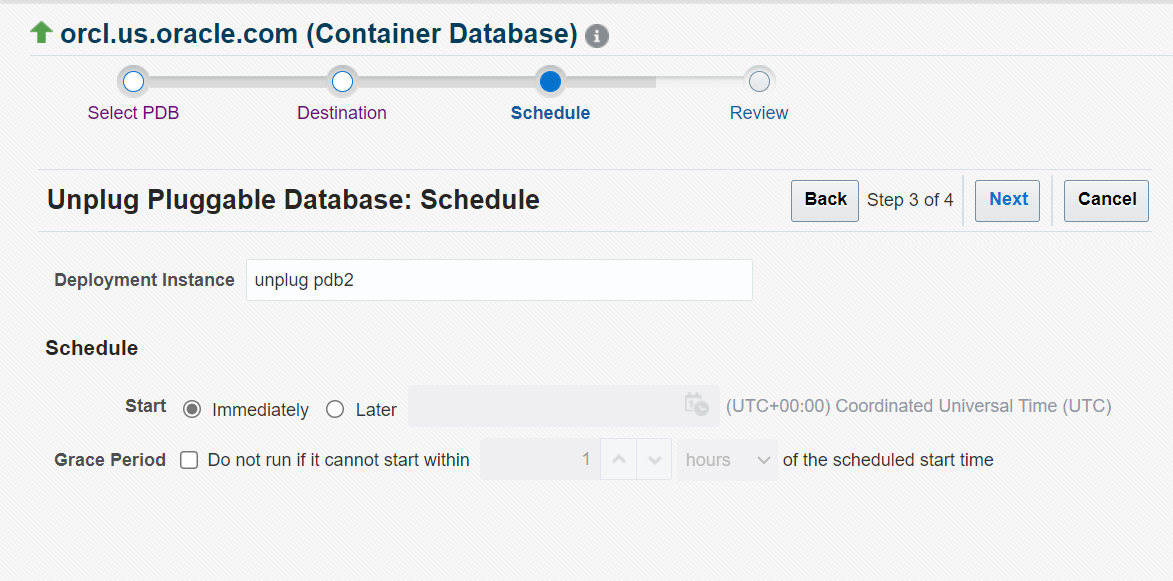 orcl.us.oracle.com (Container Database)
Select PDB Destination Schedule Review
Unplug Pluggable Database: Schedule Back Step 3 of 4 Next Cancel
Deployment Instance unplug pdb2
Schedule
Start Immediately Later (UTC+00:00) Coordinated Universal Time (UTC)
Grace Period Do not run if it cannot start within 1 hours of the scheduled start time